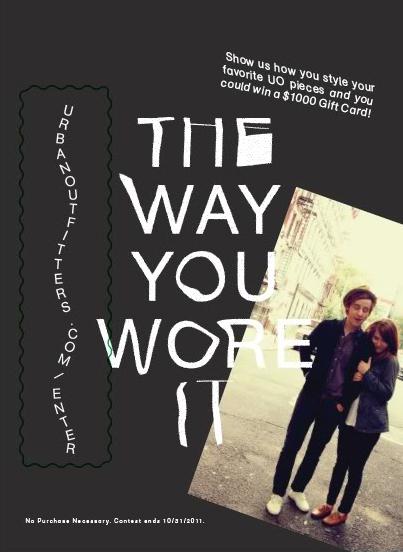 Show us how you style your
favorite UO pieces and you
could win a $1000 Gift Card!
URBANOUTFITTERS.COM/ENTER
THE
WAY
YOU
WORE
IT
No Purchase Necessary. Contest ends 10/31/2011.